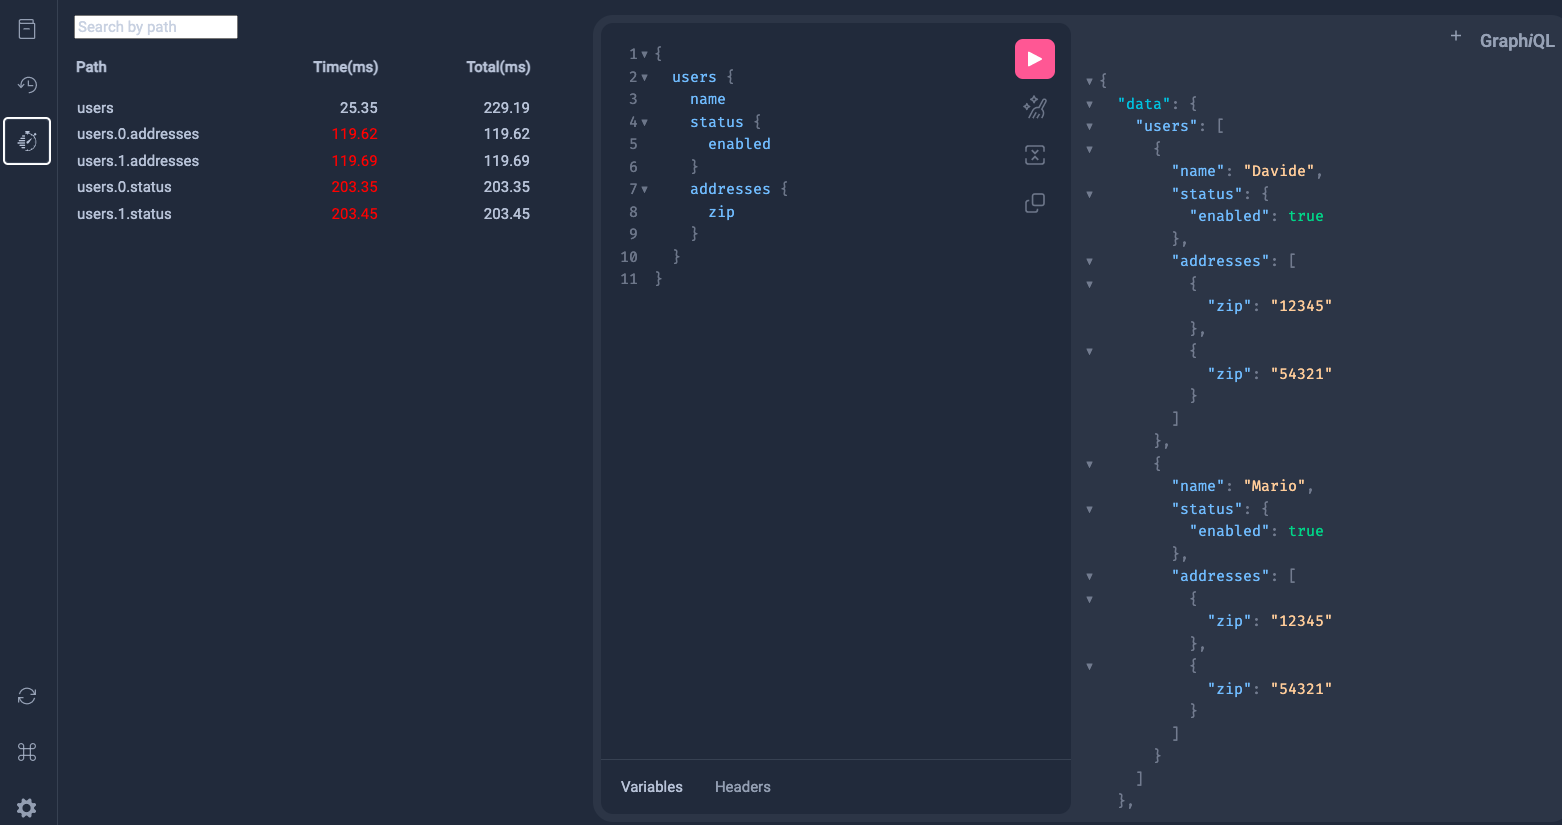 Search by path
Path Time(ms) Total(ms)
users 25.35 229.19
users.0.addresses 119.62 119.62
users.1.addresses 119.69 119.69
users.0.status 203.35 203.35
users.1.status 203.45 203.45
1 {
2 users {
3 name
4 status {
5 enabled
6 }
7 addresses {
8 zip
9 }
10 }
11 }
Variables Headers
+ GraphiQL
{
"data": {
"users": [
{
"name": "Davide",
"status": {
"enabled": true
},
"addresses": [
{
"zip": "12345"
},
{
"zip": "54321"
}
]
},
{
"name": "Mario",
"status": {
"enabled": true
},
"addresses": [
{
"zip": "12345"
},
{
"zip": "54321"
}
]
}
]
},